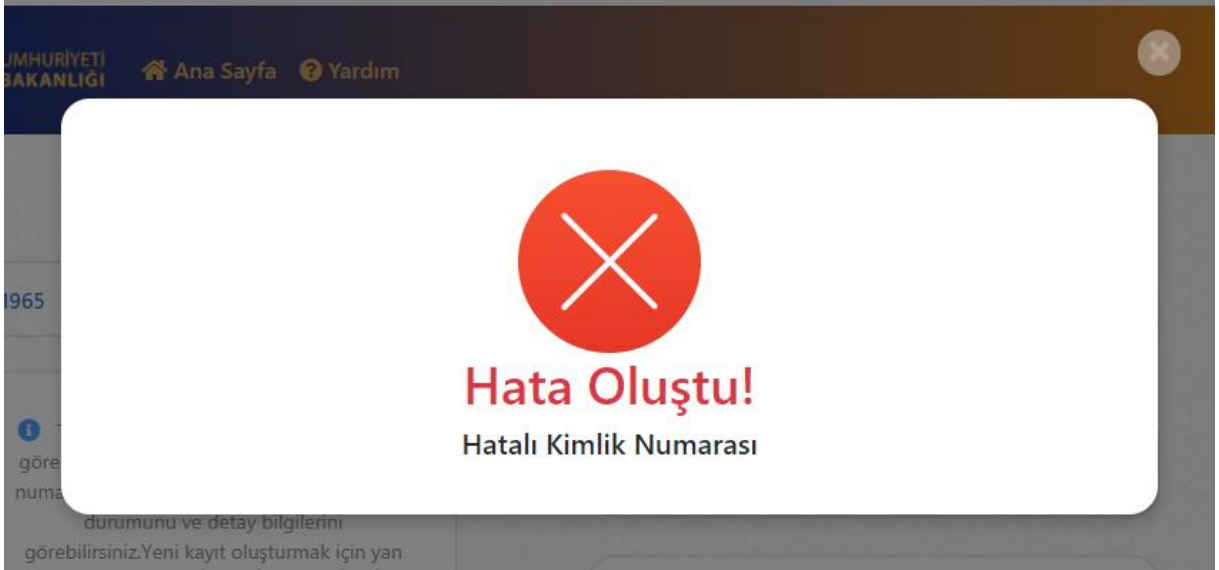 UMHURİYETİ
BAKANLIĞI
Ana Sayfa
Yardım
1965
Hata Oluştu!
Hatalı Kimlik Numarası
göre
numa
durumunu ve detay bilgilerini
görebilirsiniz.Yeni kayıt oluşturmak için yan